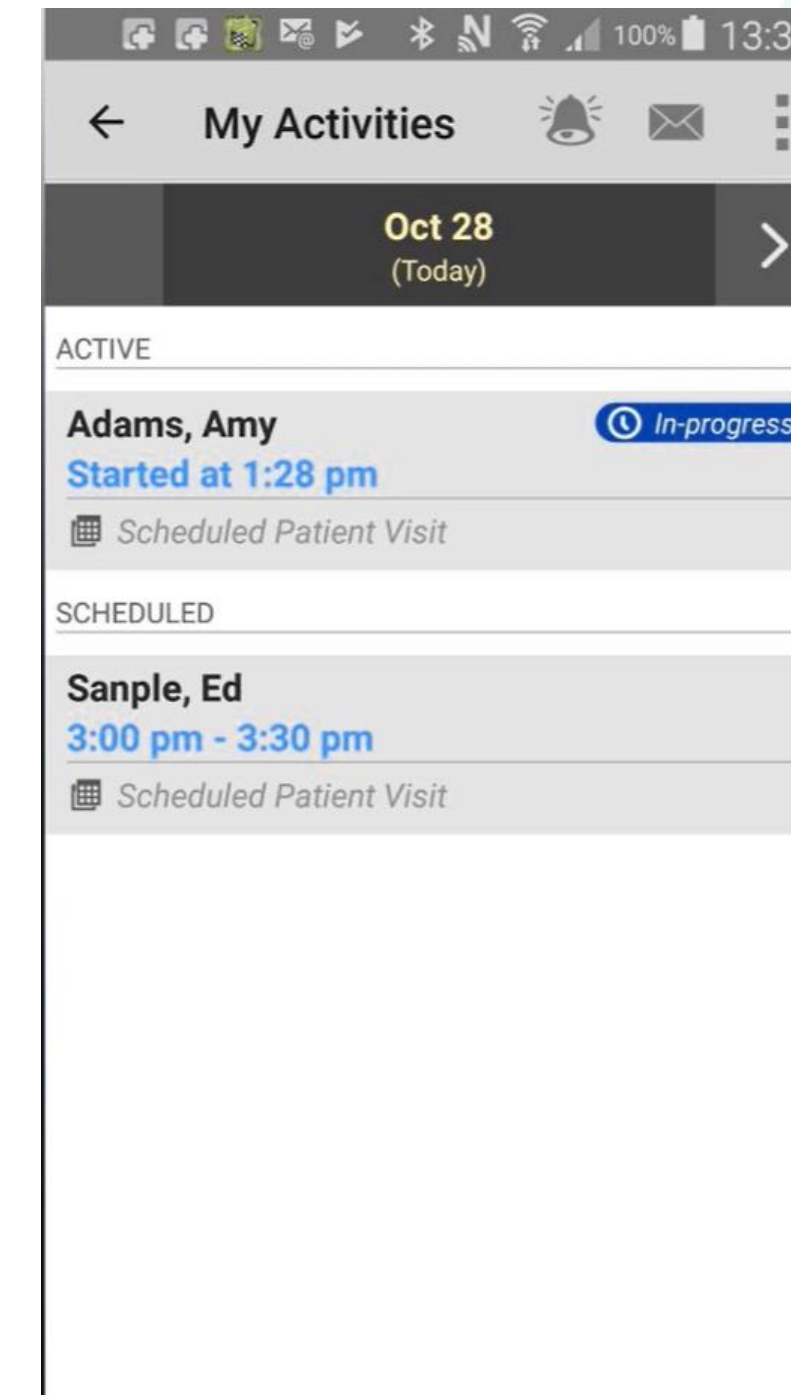 100% 13:3
My Activities
Oct 28
(Today)
ACTIVE
Adams, Amy
In-progress
Started at 1:28 pm
Scheduled Patient Visit
SCHEDULED
Sanple, Ed
3:00 pm - 3:30 pm
Scheduled Patient Visit